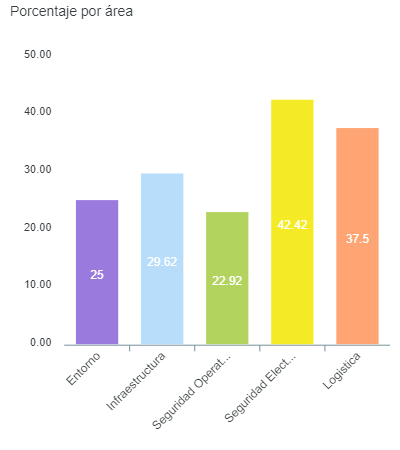 Porcentaje por área
50.00
40.00
30.00
20.00
10.00
0.00
25
29.62
22.92
42.42
37.5
Entorno
Infraestructura
Seguridad Operat...
Seguridad Elect...
Logistica